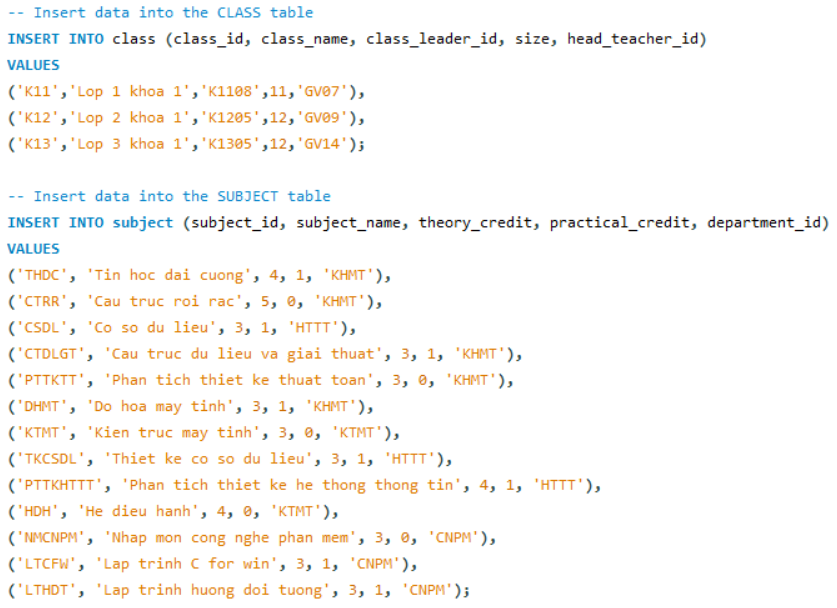 -- Insert data into the CLASS table
INSERT INTO class (class_id, class_name, class_leader_id, size, head_teacher_id)
VALUES
('K11','Lop 1 khoa 1','K1108',11,'GV07'),
('K12','Lop 2 khoa 1','K1205',12,'GV09'),
('K13','Lop 3 khoa 1','K1305',12,'GV14');
-- Insert data into the SUBJECT table
INSERT INTO subject (subject_id, subject_name, theory_credit, practical_credit, department_id)
VALUES
('THDC', 'Tin hoc dai cuong', 4, 1, 'KHMT'),
('CTRR', 'Cau truc roi rac', 5, 0, 'KHMT'),
('CSDL', 'Co so du lieu', 3, 1, 'HTTT'),
('CTDLGT', 'Cau truc du lieu va giai thuat', 3, 1, 'KHMT'),
('PTTKTT', 'Phan tich thiet ke thuat toan', 3, 0, 'KHMT'),
('DHMT', 'Do hoa may tinh', 3, 1, 'KHMT'),
('KTMT', 'Kien truc may tinh', 3, 0, 'KTMT'),
('TKCSDL', 'Thiet ke co so du lieu', 3, 1, 'HTTT'),
('PTTKHTTT', 'Phan tich thiet ke he thong thong tin', 4, 1, 'HTTT'),
('HDH', 'He dieu hanh', 4, 0, 'KTMT'),
('NMCNPM', 'Nhap mon cong nghe phan mem', 3, 0, 'CNPM'),
('LTCFW', 'Lap trinh C for win', 3, 1, 'CNPM'),
('LTHDT', 'Lap trinh huong doi tuong', 3, 1, 'CNPM');